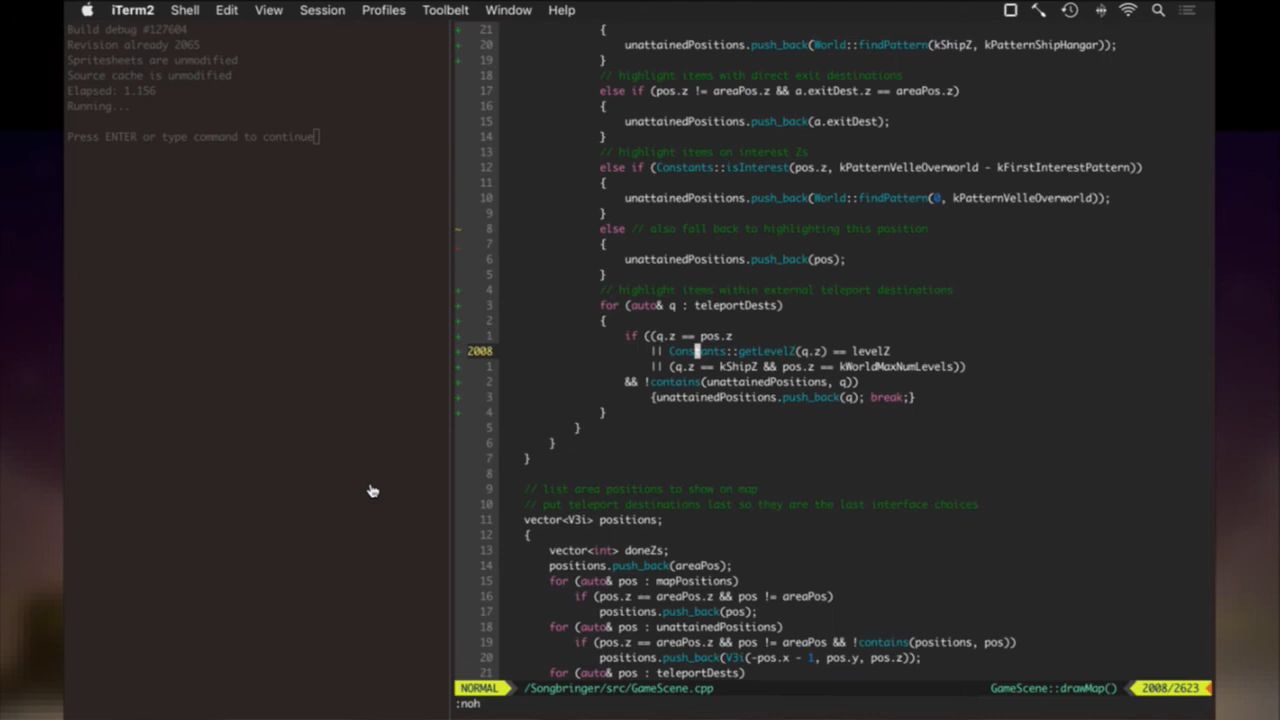 iTerm2 Shell Edit View Session Profiles Toolbelt Window Help
Build debug #127604
Revision already 2065
Spritesheets are unmodified
Source cache is unmodified
Elapsed: 1.156
Running...
Press ENTER or type command to continue
21 {
20 unattainedPositions.push_back(World::findPattern(kShipZ, kPatternShipHangar));
19 }
18 // highlight items with direct exit destinations
17 else if (pos.z != areaPos.z && a.exitDest.z == areaPos.z)
16 {
15 unattainedPositions.push_back(a.exitDest);
14 }
13 // highlight items on interest Zs
12 else if (Constants::isInterest(pos.z, kPatternVelleOverworld - kFirstInterestPattern))
11 {
10 unattainedPositions.push_back(World::findPattern(0, kPatternVelleOverworld));
9 }
8 else // also fall back to highlighting this position
7 {
6 unattainedPositions.push_back(pos);
5 }
4 // highlight items within external teleport destinations
3 for (auto& q : teleportDests)
2 {
1 if ((q.z == pos.z
2008 || Constants::getLevelZ(q.z) == levelZ
1 || (q.z == kShipZ && pos.z == kWorldMaxNumLevels))
2 && !contains(unattainedPositions, q))
3 {unattainedPositions.push_back(q); break;}
4 }
5 }
6 }
7 }
8
9 // list area positions to show on map
10 // put teleport destinations last so they are the last interface choices
11 vector<V3i> positions;
12 {
13 vector<int> doneZs;
14 positions.push_back(areaPos);
15 for (auto& pos : mapPositions)
16 if (pos.z == areaPos.z && pos != areaPos)
17 positions.push_back(pos);
18 for (auto& pos : unattainedPositions)
19 if (pos.z == areaPos.z && pos != areaPos && !contains(positions, pos))
20 positions.push_back(V3i(-pos.x - 1, pos.y, pos.z));
21 for (auto& pos : teleportDests)
NORMAL /Songbringer/src/GameScene.cpp GameScene::drawMap() 2008/2623
:noh